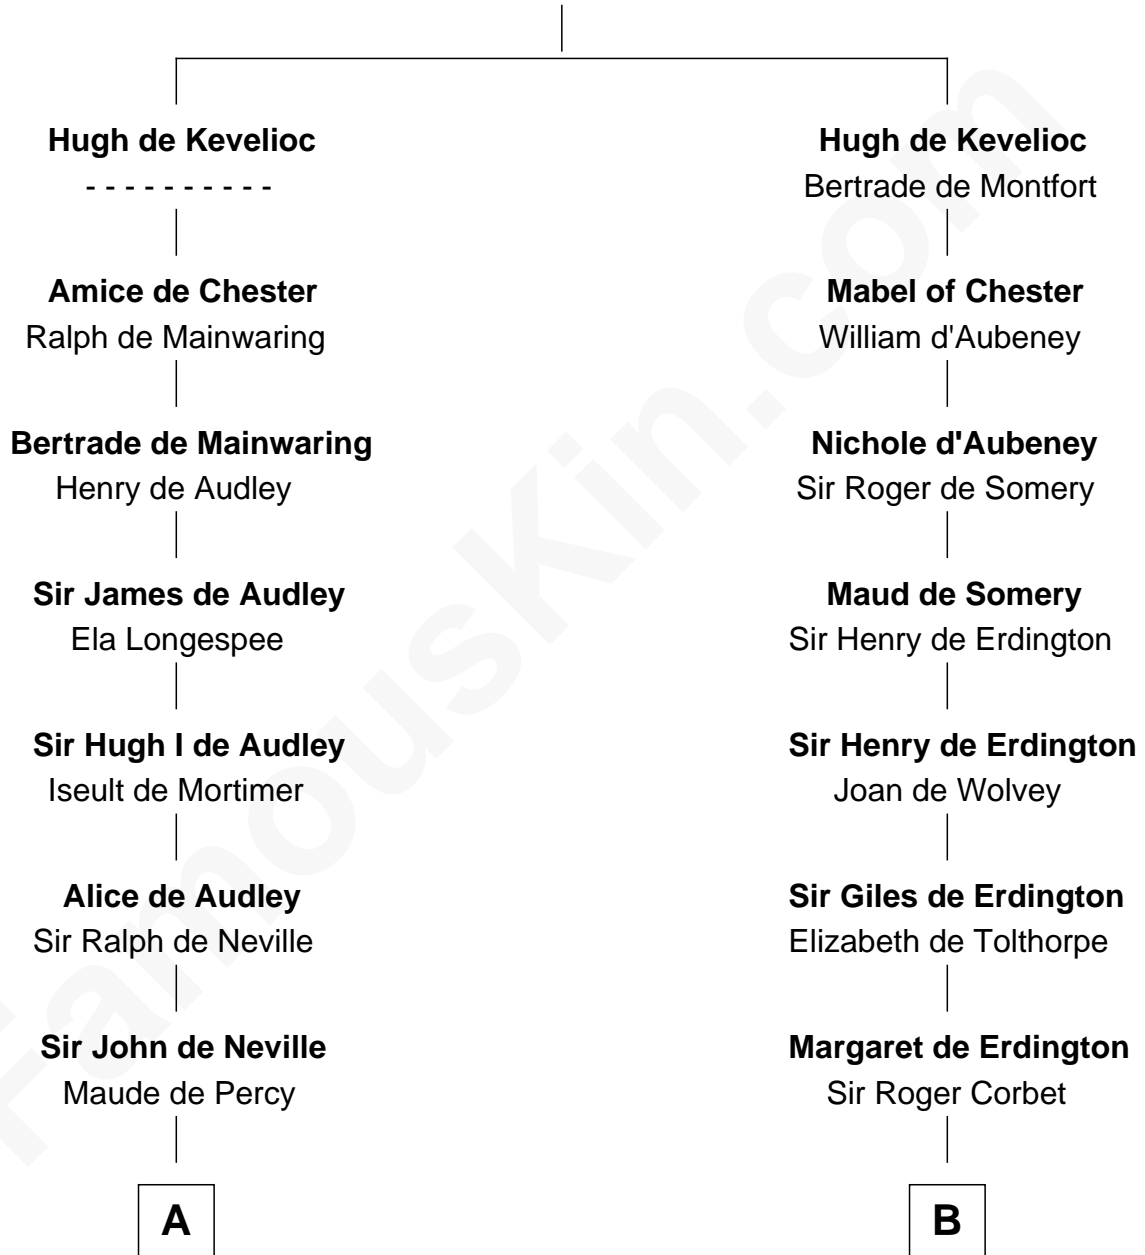 Hugh de Kevelioc
- - - - - - - - - -
Amice de Chester
Ralph de Mainwaring
Bertrade de Mainwaring
Henry de Audley
Sir James de Audley
Ela Longespee
Sir Hugh I de Audley
Iseult de Mortimer
Alice de Audley
Sir Ralph de Neville
Sir John de Neville
Maude de Percy
A
Hugh de Kevelioc
Bertrade de Montfort
Mabel of Chester
William d'Aubeney
Nichole d'Aubeney
Sir Roger de Somery
Maud de Somery
Sir Henry de Erdington
Sir Henry de Erdington
Joan de Wolvey
Sir Giles de Erdington
Elizabeth de Tolthorpe
Margaret de Erdington
Sir Roger Corbet
B
FamousKin.com